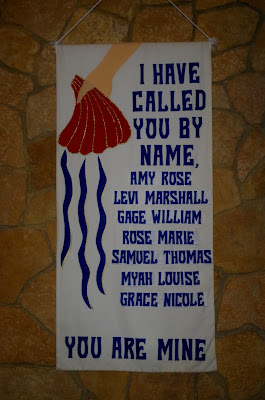 I HAVE
CALLED
YOU BY
NAME,
AMY ROSE
LEVI MARSHALL
GAGE WILLIAM
ROSE MARIE
SAMUEL THOMAS
MYAH LOUISE
GRACE NICOLE
YOU ARE MINE